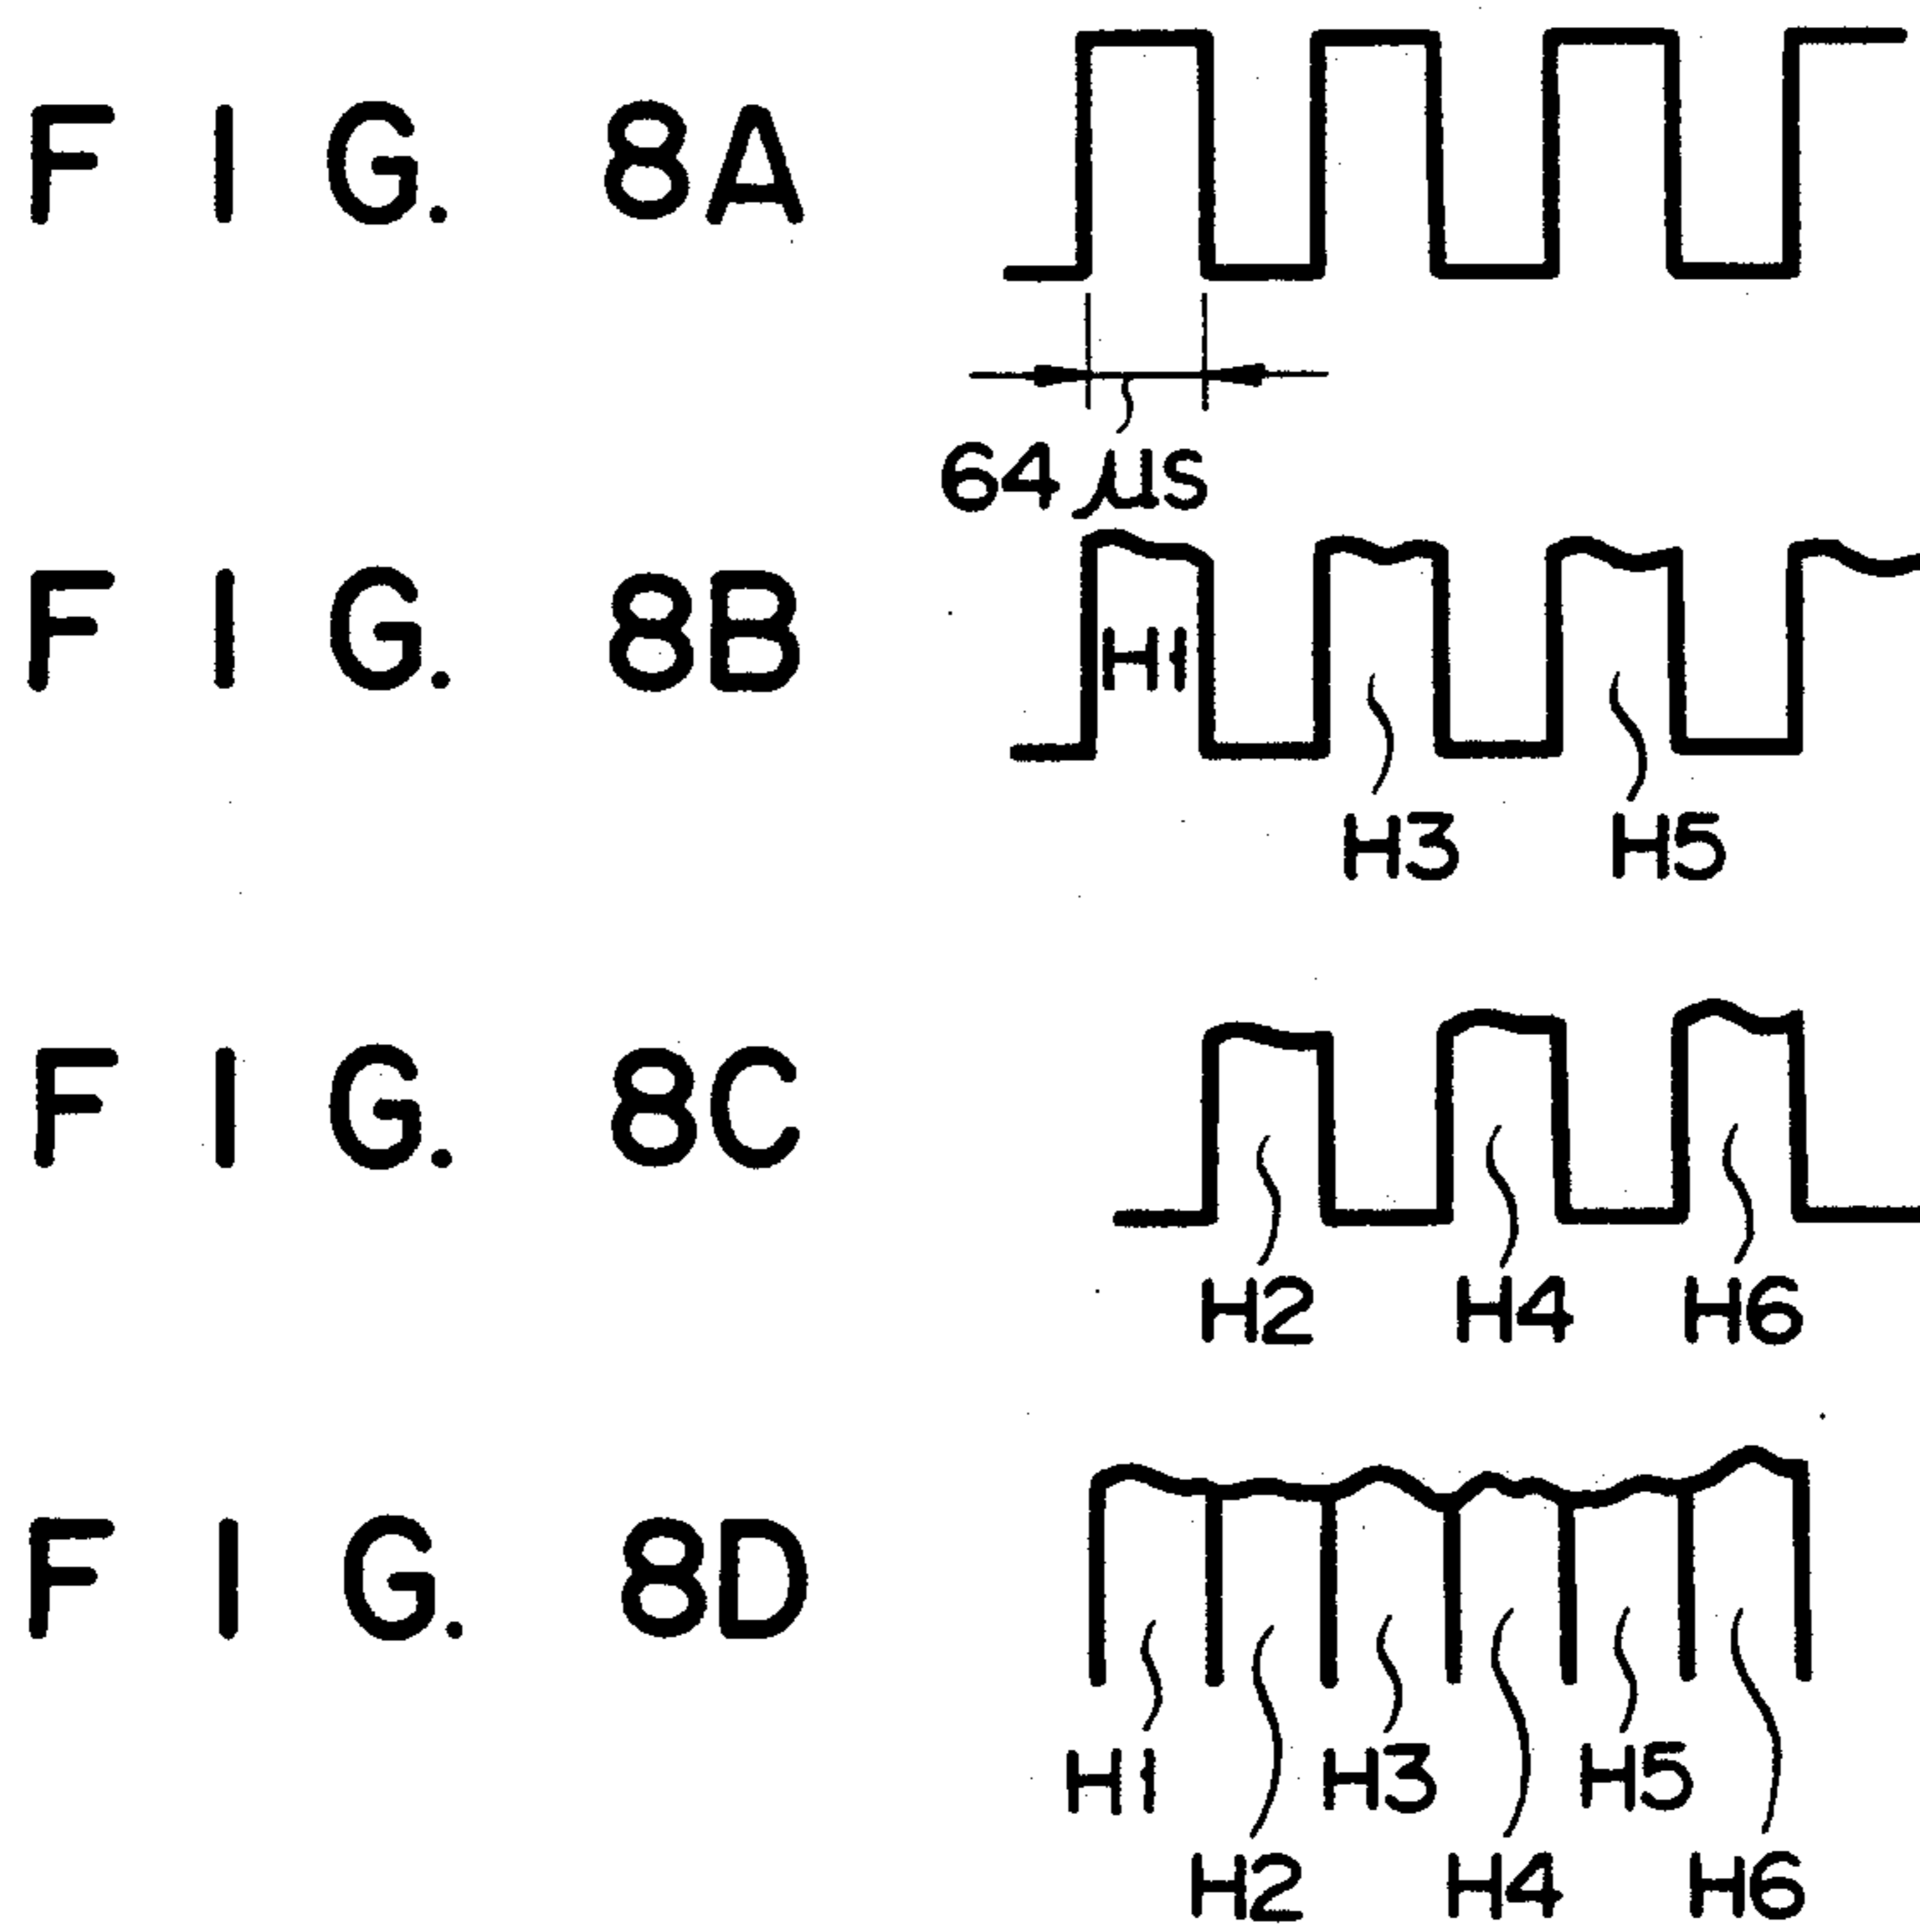 FIG. 8A
64 µs
FIG. 8B
H1
H3 H5
FIG. 8C
H2 H4 H6
FIG. 8D
H1 H3 H5
H2 H4 H6